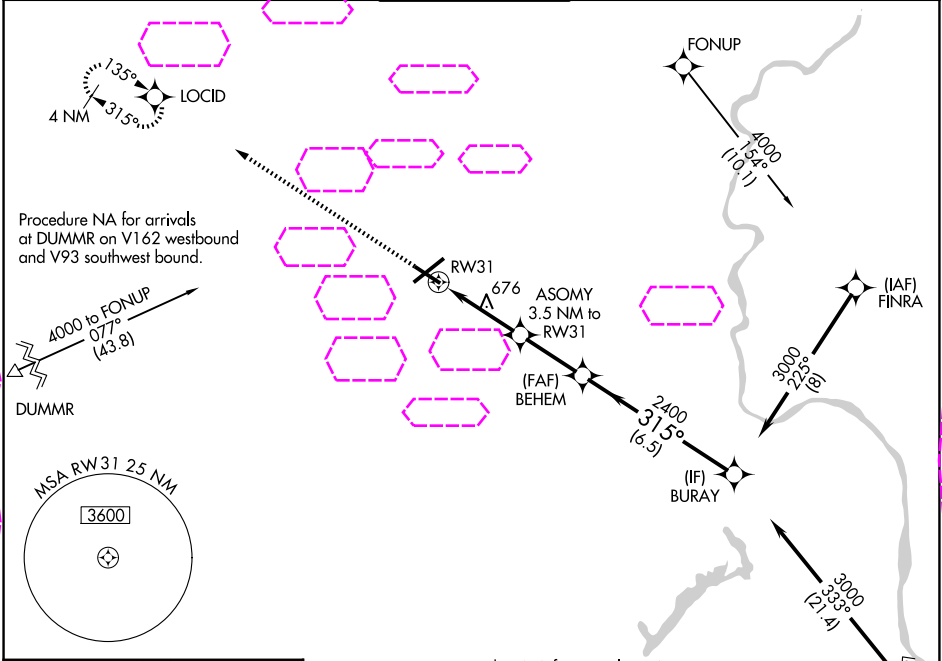 135°
315°
4 NM
LOCID
FONUP
4000
154°
(10.1)
Procedure NA for arrivals
at DUMMR on V162 westbound
and V93 southwest bound.
4000 to FONUP
077°
(43.8)
DUMMR
RW31
676
ASOMY
3.5 NM to
RW31
(IAF)
FINRA
3000
225°
(8)
(FAF)
BEHEM
2400
315°
(6.5)
(IF)
BURAY
MSA RW31 25 NM
3600
3000
333°
(21.4)